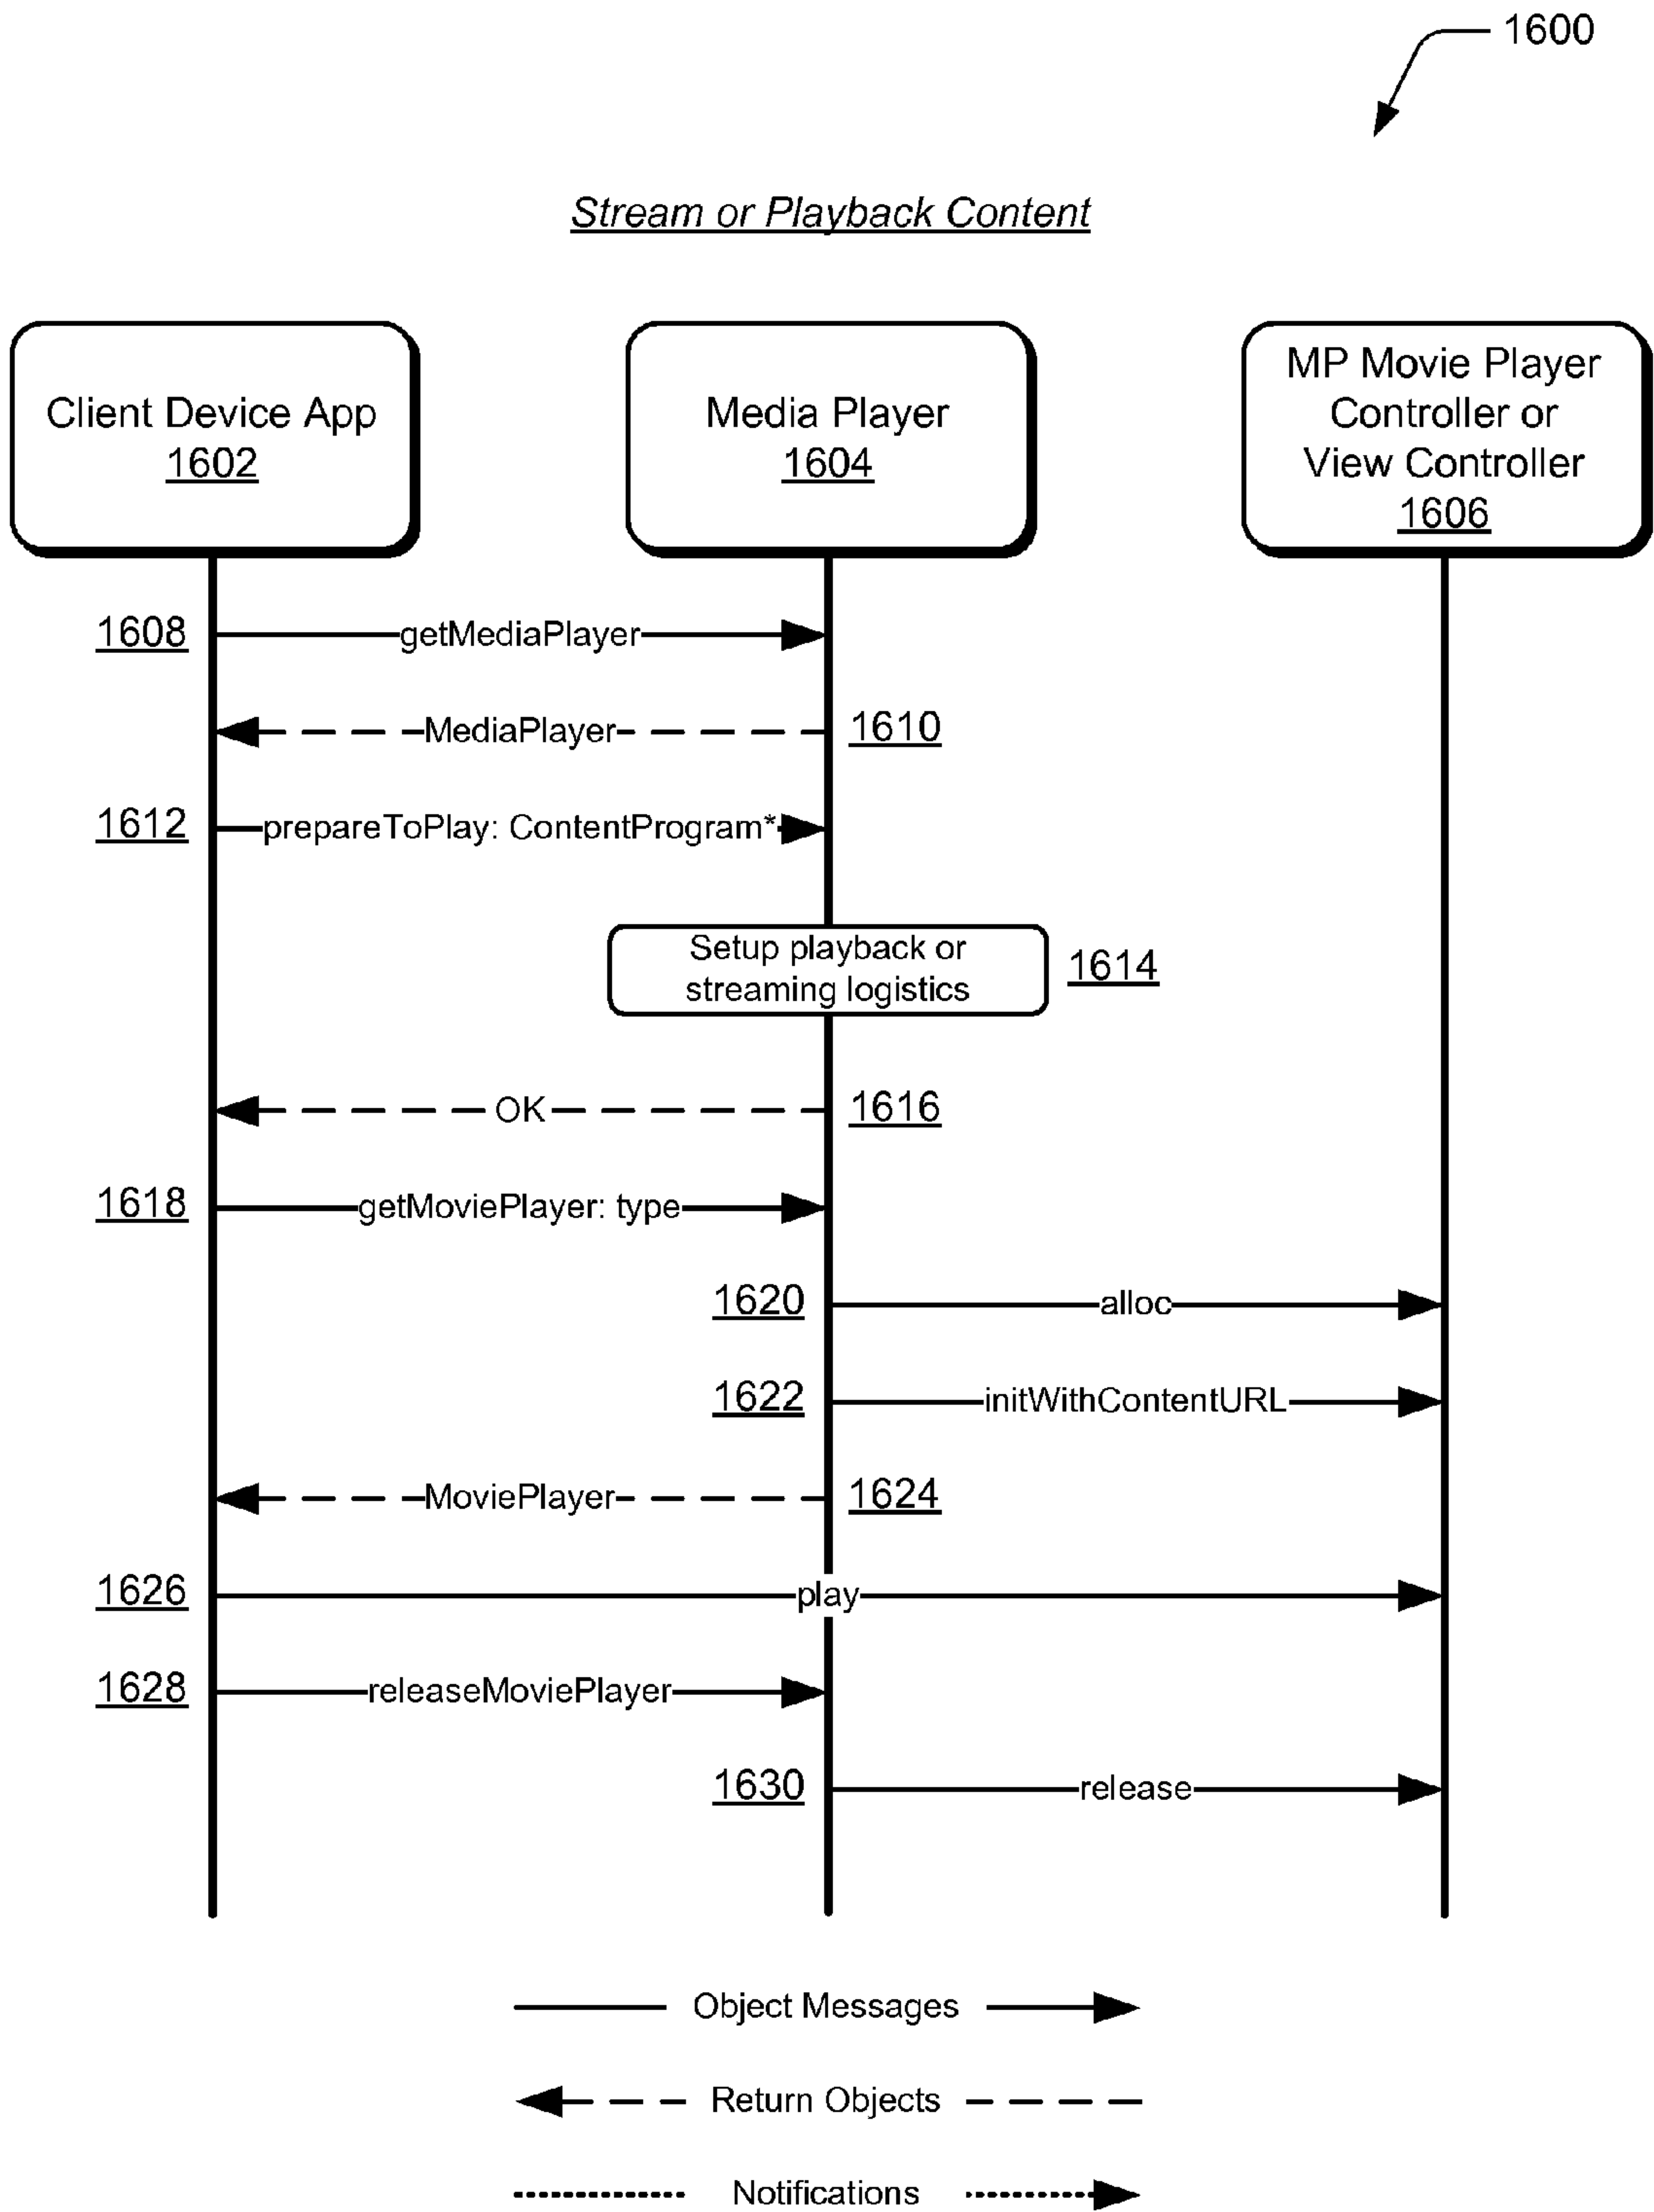 1600
Stream or Playback Content
Client Device App
1602
Media Player
1604
MP Movie Player
Controller or
View Controller
1606
1608 getMediaPlayer
MediaPlayer 1610
1612 prepareToPlay: ContentProgram*
Setup playback or
streaming logistics
1614
OK 1616
1618 getMoviePlayer: type
1620 alloc
1622 initWithContentURL
MoviePlayer 1624
1626 play
1628 releaseMoviePlayer
1630 release
Object Messages
Return Objects
Notifications